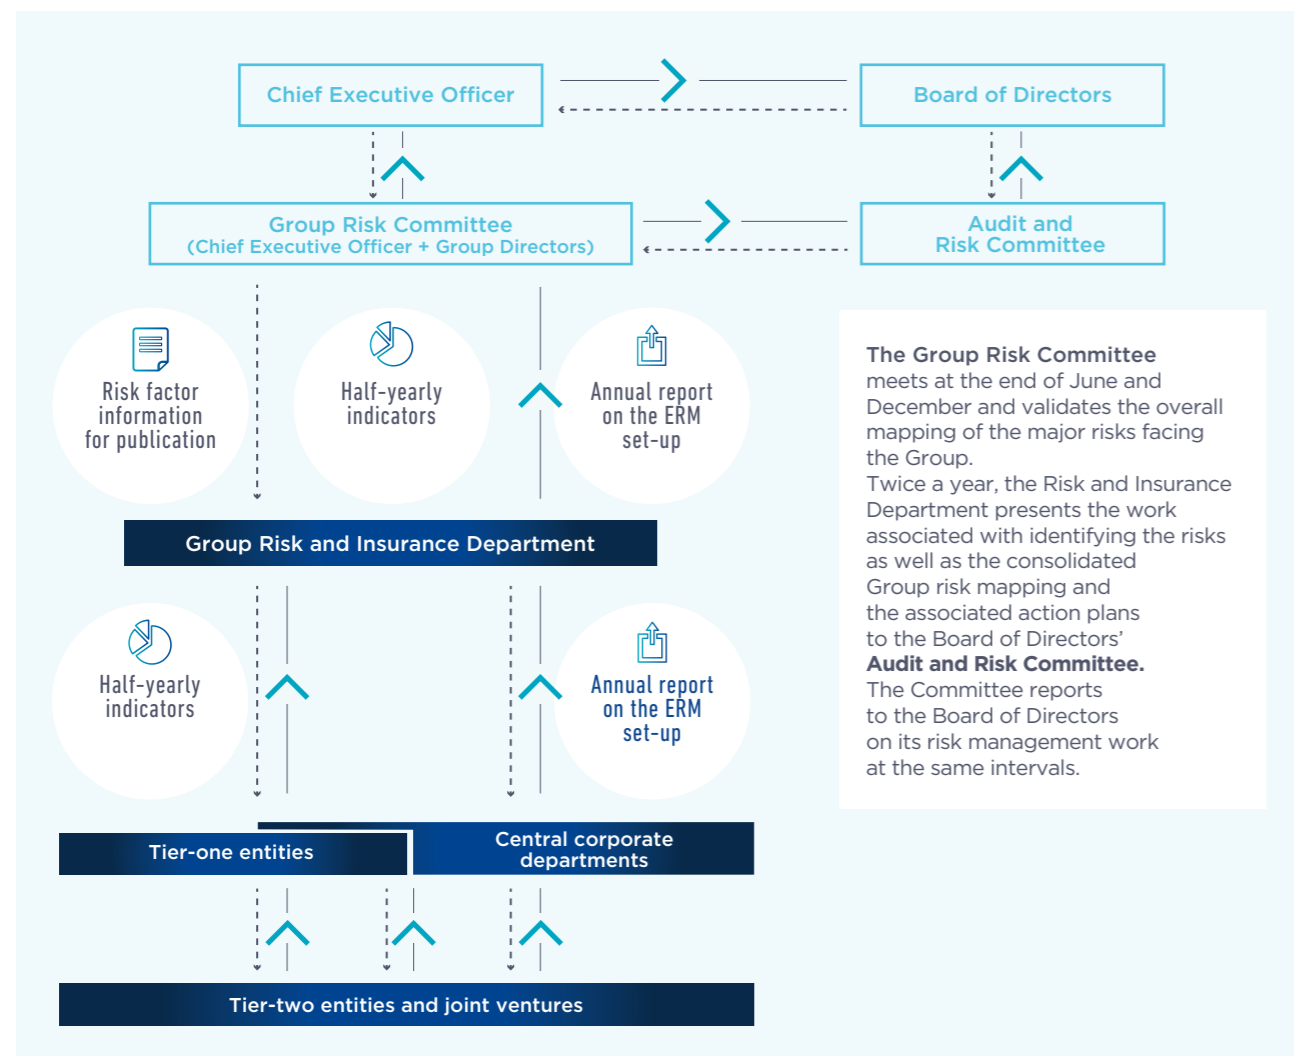 Chief Executive Officer
Board of Directors
Group Risk Committee
(Chief Executive Officer + Group Directors)
Audit and
Risk Committee
Risk factor
information
for publication
Half-yearly
indicators
Annual report
on the ERM
set-up
The Group Risk Committee
meets at the end of June and
December and validates the overall
mapping of the major risks facing
the Group.
Twice a year, the Risk and Insurance
Department presents the work
associated with identifying the risks
as well as the consolidated
Group risk mapping and
the associated action plans
to the Board of Directors’
Audit and Risk Committee.
The Committee reports
to the Board of Directors
on its risk management work
at the same intervals.
Group Risk and Insurance Department
Half-yearly
indicators
Annual report
on the ERM
set-up
Tier-one entities
Central corporate
departments
Tier-two entities and joint ventures